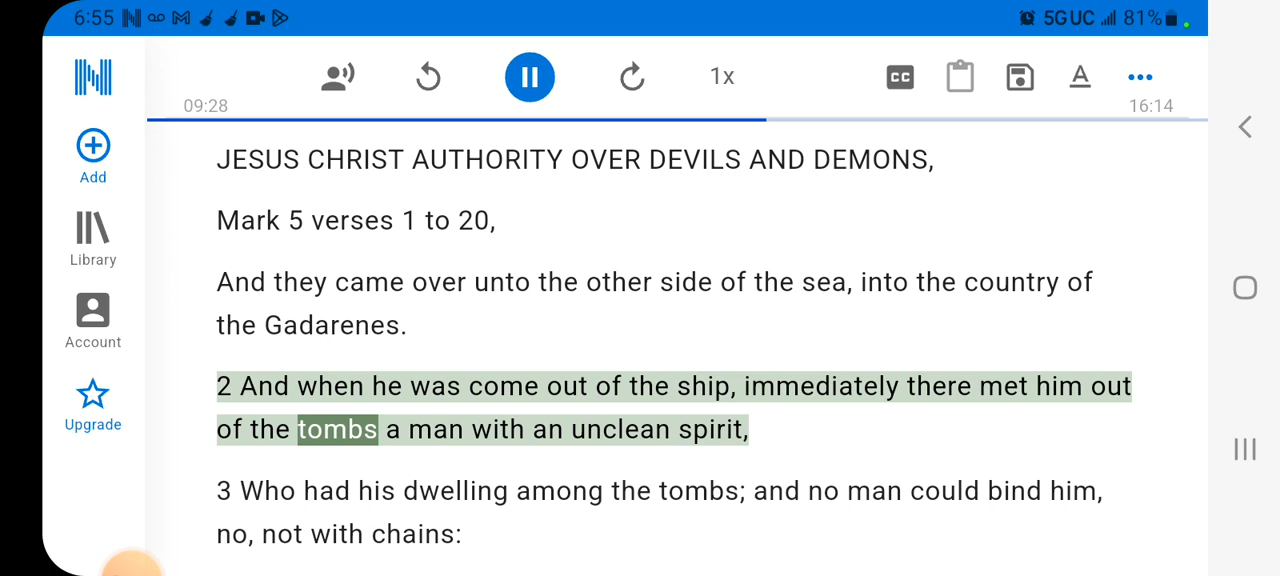 6:55 5GUC 81%
1x
CC
09:28 16:14
Add
Library
Account
Upgrade
JESUS CHRIST AUTHORITY OVER DEVILS AND DEMONS,
Mark 5 verses 1 to 20,
And they came over unto the other side of the sea, into the country of
the Gadarenes.
2 And when he was come out of the ship, immediately there met him out
of the tombs a man with an unclean spirit,
3 Who had his dwelling among the tombs; and no man could bind him,
no, not with chains: